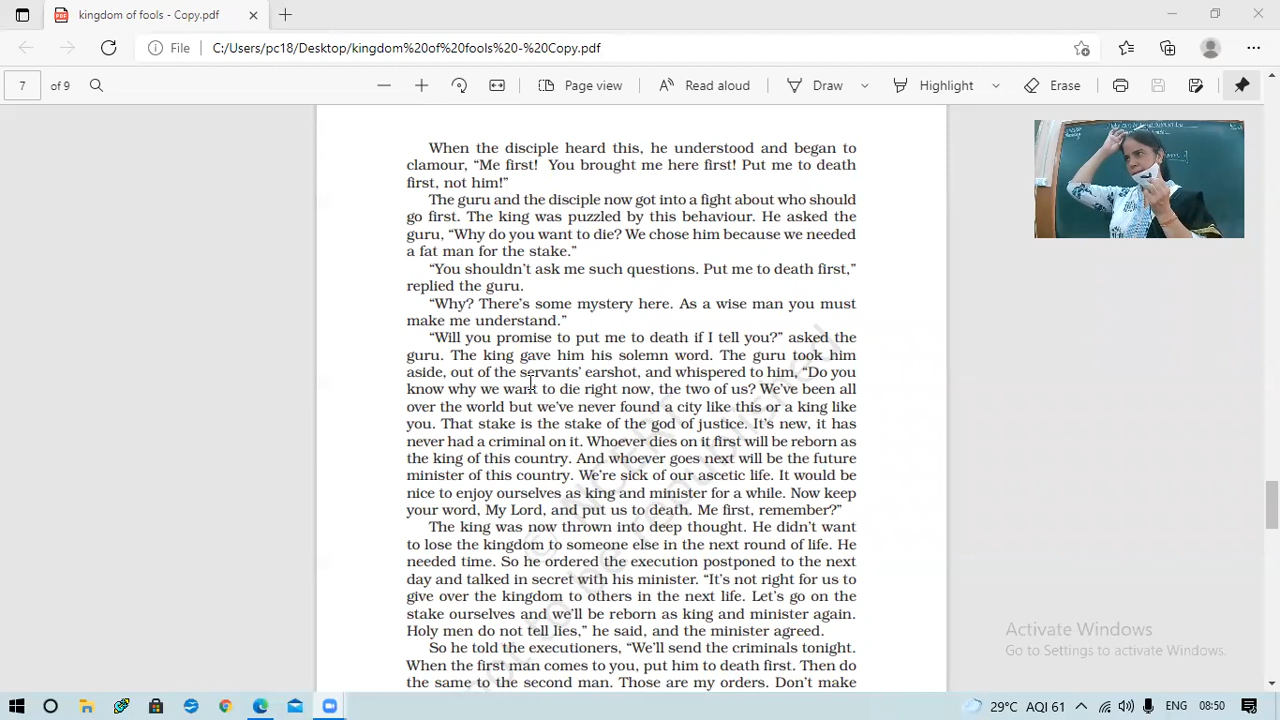 kingdom of fools - Copy.pdf
File C:/Users/pc18/Desktop/kingdom%20of%20fools%20-%20Copy.pdf
7 of 9 Page view Read aloud Draw Highlight Erase
When the disciple heard this, he understood and began to
clamour, “Me first! You brought me here first! Put me to death
first, not him!”
The guru and the disciple now got into a fight about who should
go first. The king was puzzled by this behaviour. He asked the
guru, “Why do you want to die? We chose him because we needed
a fat man for the stake.”
“You shouldn’t ask me such questions. Put me to death first,”
replied the guru.
“Why? There’s some mystery here. As a wise man you must
make me understand.”
“Will you promise to put me to death if I tell you?” asked the
guru. The king gave him his solemn word. The guru took him
aside, out of the servants’ earshot, and whispered to him, “Do you
know why we want to die right now, the two of us? We’ve been all
over the world but we’ve never found a city like this or a king like
you. That stake is the stake of the god of justice. It’s new, it has
never had a criminal on it. Whoever dies on it first will be reborn as
the king of this country. And whoever goes next will be the future
minister of this country. We’re sick of our ascetic life. It would be
nice to enjoy ourselves as king and minister for a while. Now keep
your word, My Lord, and put us to death. Me first, remember?”
The king was now thrown into deep thought. He didn’t want
to lose the kingdom to someone else in the next round of life. He
needed time. So he ordered the execution postponed to the next
day and talked in secret with his minister. “It’s not right for us to
give over the kingdom to others in the next life. Let’s go on the
stake ourselves and we’ll be reborn as king and minister again.
Holy men do not tell lies,” he said, and the minister agreed.
So he told the executioners, “We’ll send the criminals tonight.
When the first man comes to you, put him to death first. Then do
the same to the second man. Those are my orders. Don’t make
Activate Windows
Go to Settings to activate Windows.
29°C AQI 61 ENG 08:50